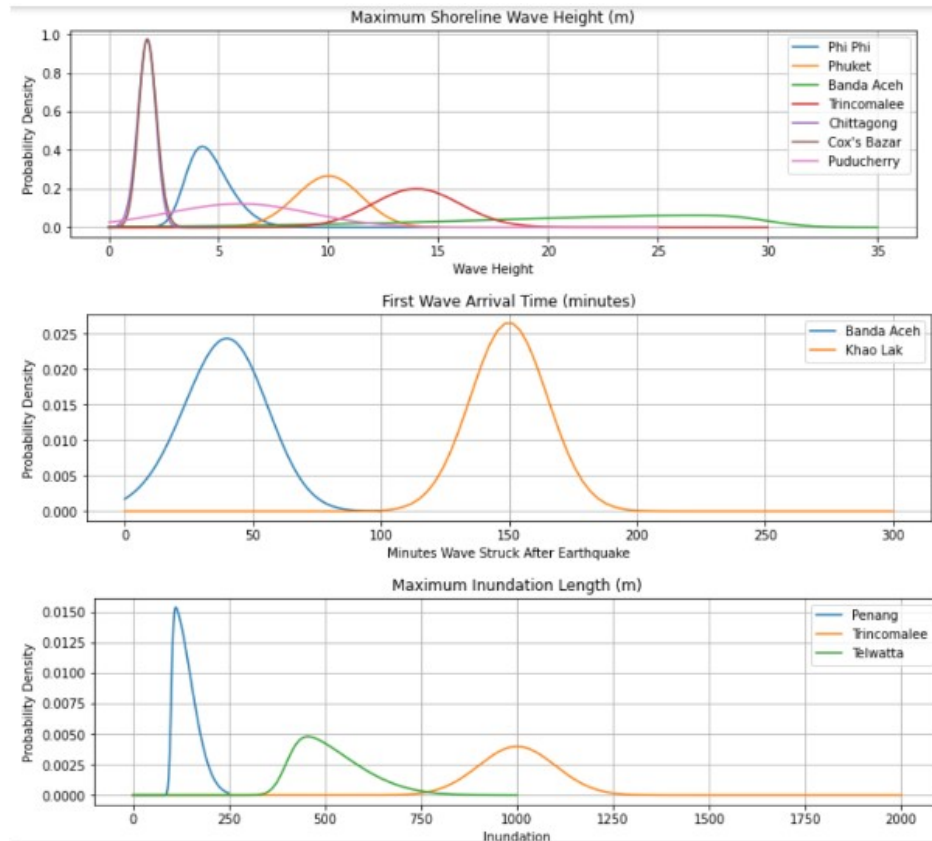 Maximum Shoreline Wave Height (m)
1.0
0.8
0.6
0.4
0.2
0.0
Probability Density
Phi Phi
Phuket
Banda Aceh
Trincomalee
Chittagong
Cox's Bazar
Puducherry
0 5 10 15 20 25 30 35
Wave Height
First Wave Arrival Time (minutes)
0.025
0.020
0.015
0.010
0.005
0.000
Probability Density
Banda Aceh
Khao Lak
0 50 100 150 200 250 300
Minutes Wave Struck After Earthquake
Maximum Inundation Length (m)
0.0150
0.0125
0.0100
0.0075
0.0050
0.0025
0.0000
Probability Density
Penang
Trincomalee
Telwatta
0 250 500 750 1000 1250 1500 1750 2000
Inundation